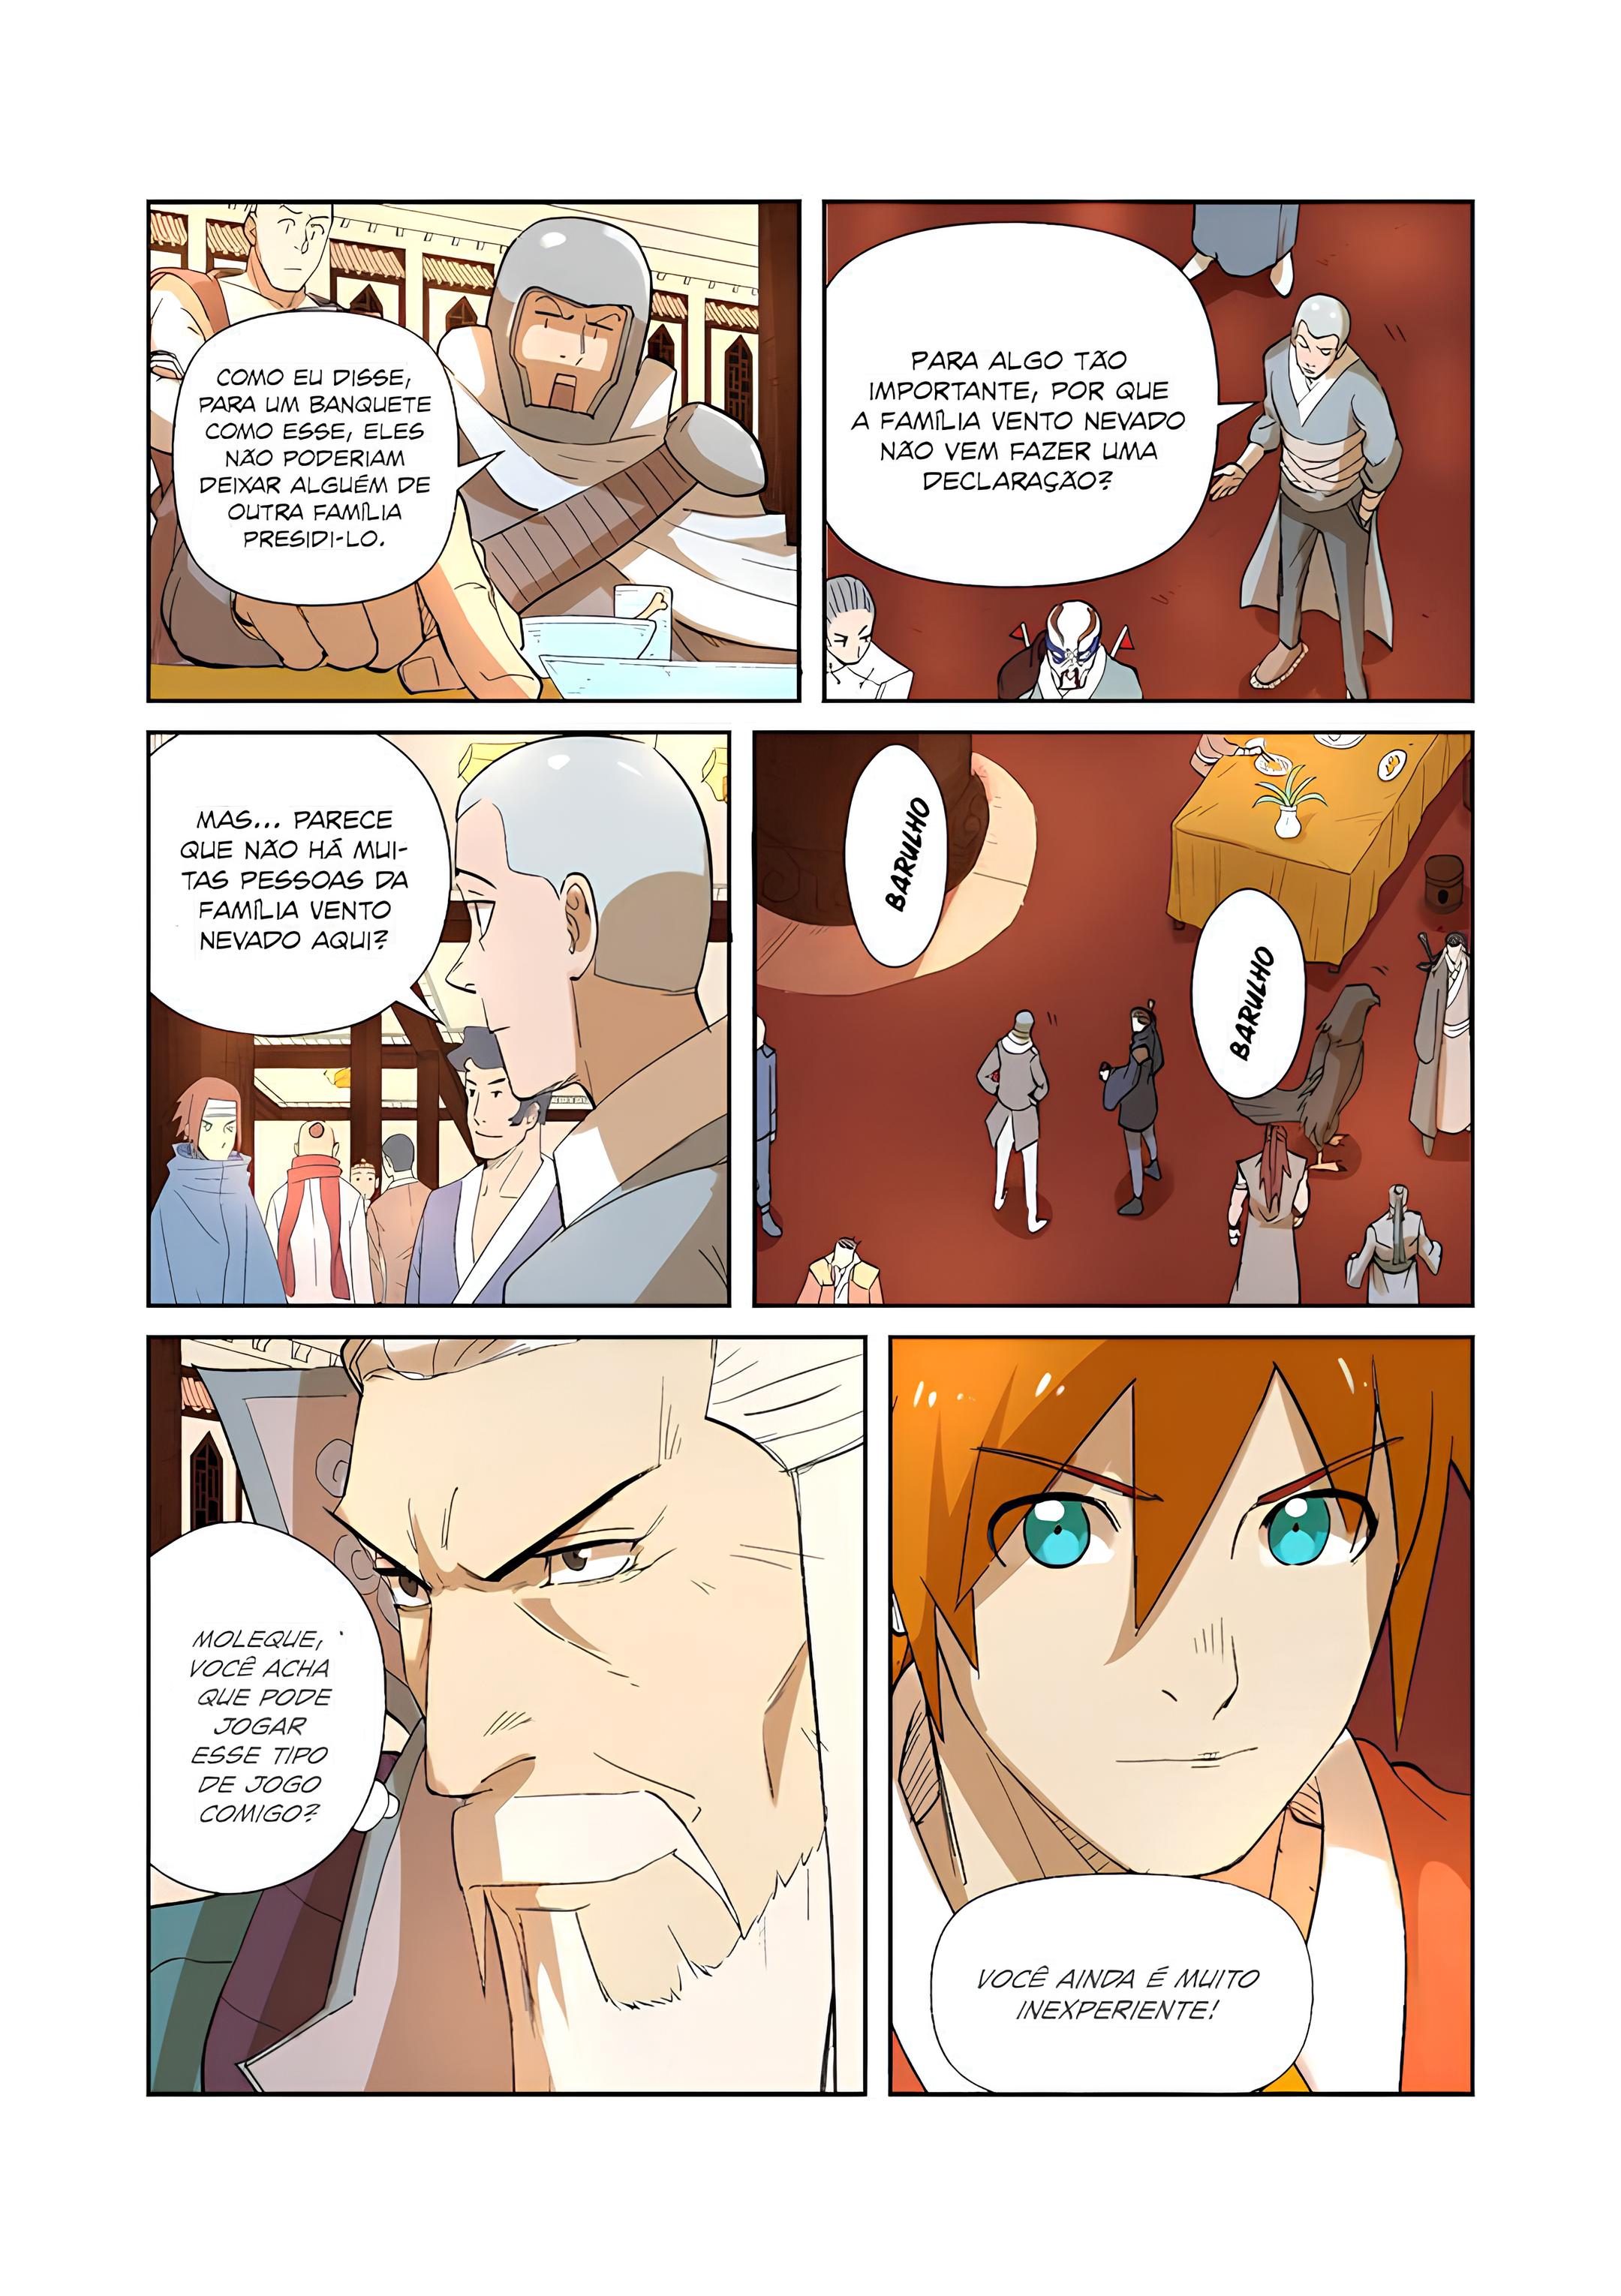 COMO EU DISSE,
PARA UM BANQUETE
COMO ESSE, ELES
NÃO PODERIAM
DEIXAR ALGUÉM DE
OUTRA FAMÍLIA
PRESIDI-LO.
PARA ALGO TÃO
IMPORTANTE, POR QUE
A FAMÍLIA VENTO NEVADO
NÃO VEM FAZER UMA
DECLARAÇÃO?
MAS... PARECE
QUE NÃO HÁ MUI-
TAS PESSOAS DA
FAMÍLIA VENTO
NEVADO AQUI?
BARULHO
BARULHO
MOLEQUE,
VOCÊ ACHA
QUE PODE
JOGAR
ESSE TIPO
DE JOGO
COMIGO?
VOCÊ AINDA É MUITO
INEXPERIENTE!